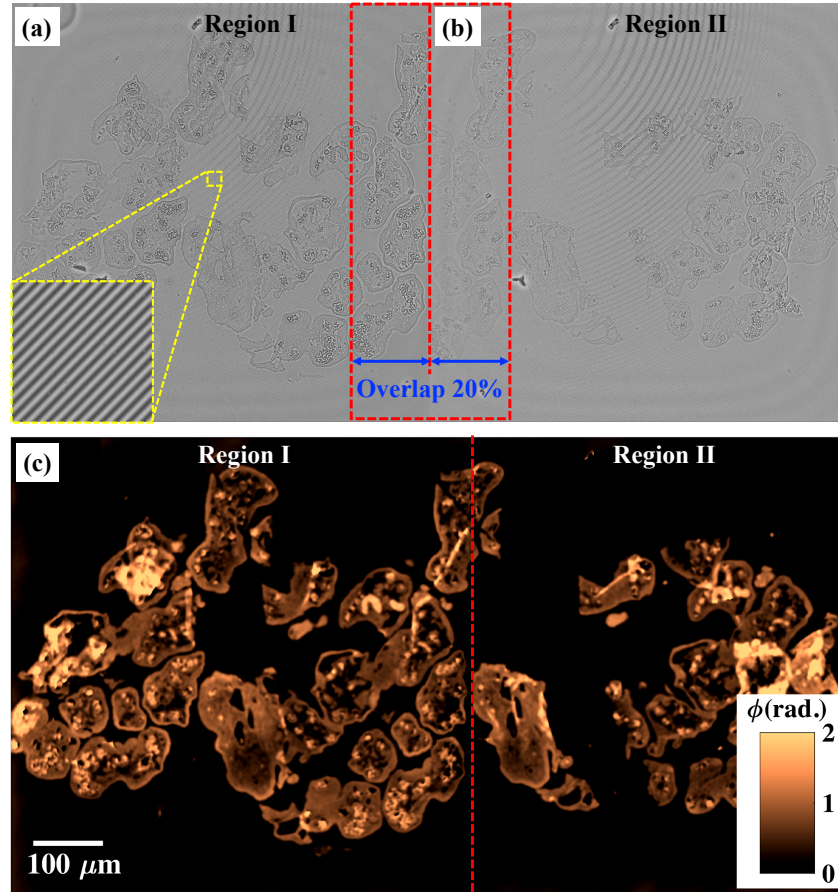 (a)
Region I
(b)
Region II
Overlap 20%
(c)
Region I
Region II
ϕ(rad.)
2
1
0
100 μm